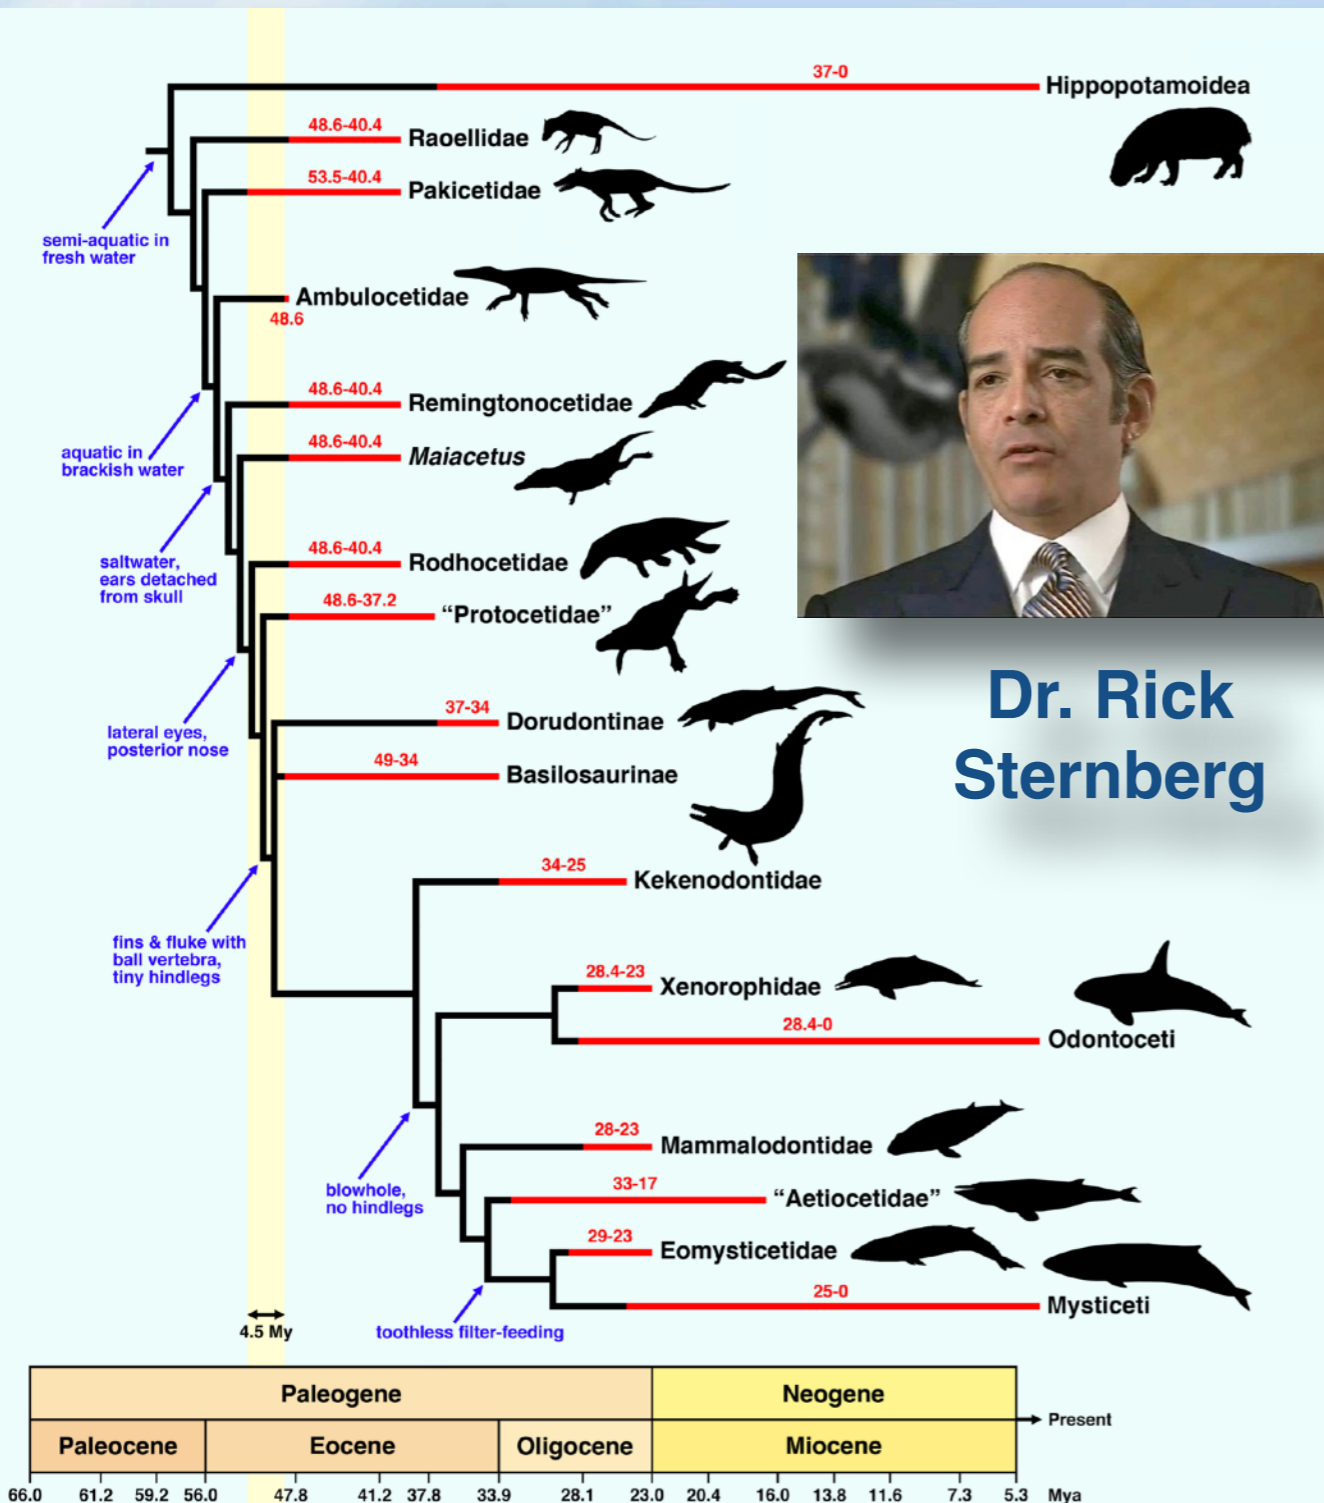 37-0
Hippopotamoidea
48.6-40.4
Raoellidae
53.5-40.4
Pakicetidae
semi-aquatic in
fresh water
Ambulocetidae
48.6
48.6-40.4
Remingtonocetidae
48.6-40.4
Maiacetus
aquatic in
brackish water
48.6-40.4
Rodhocetidae
saltwater,
ears detached
from skull
48.6-37.2
“Protocetidae”
Dr. Rick
Sternberg
37-34
Dorudontinae
lateral eyes,
posterior nose
49-34
Basilosaurinae
34-25
Kekenodontidae
fins & fluke with
ball vertebra,
tiny hindlegs
28.4-23
Xenorophidae
28.4-0
Odontoceti
28-23
Mammalodontidae
33-17
“Aetiocetidae”
blowhole,
no hindlegs
29-23
Eomysticetidae
25-0
Mysticeti
4.5 My
toothless filter-feeding
Paleogene
Neogene
Present
Paleocene
Eocene
Oligocene
Miocene
66.0 61.2 59.2 56.0 47.8 41.2 37.8 33.9 28.1 23.0 20.4 16.0 13.8 11.6 7.3 5.3 Mya